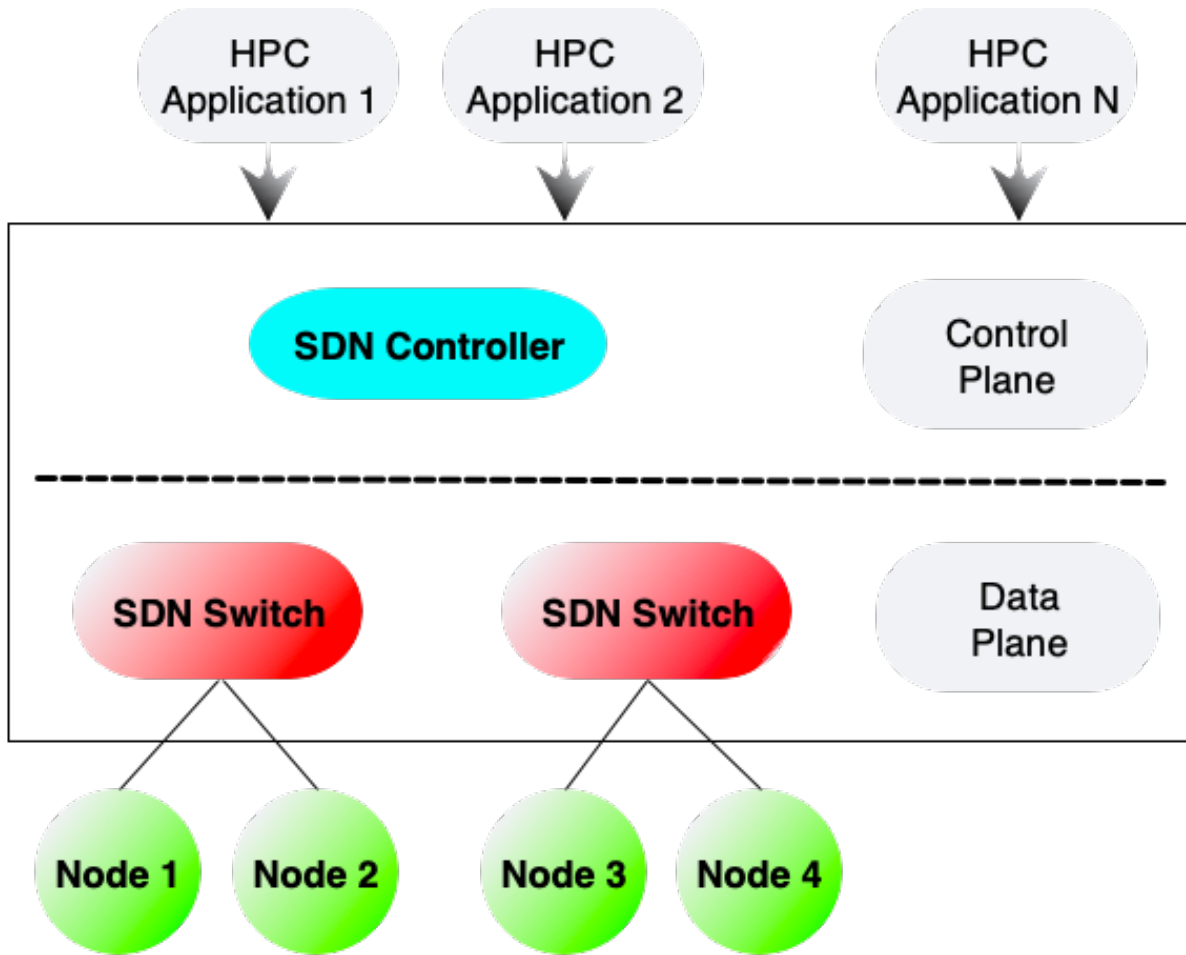 HPC
Application 1
HPC
Application 2
HPC
Application N
SDN Controller
Control
Plane
SDN Switch
SDN Switch
Data
Plane
Node 1
Node 2
Node 3
Node 4